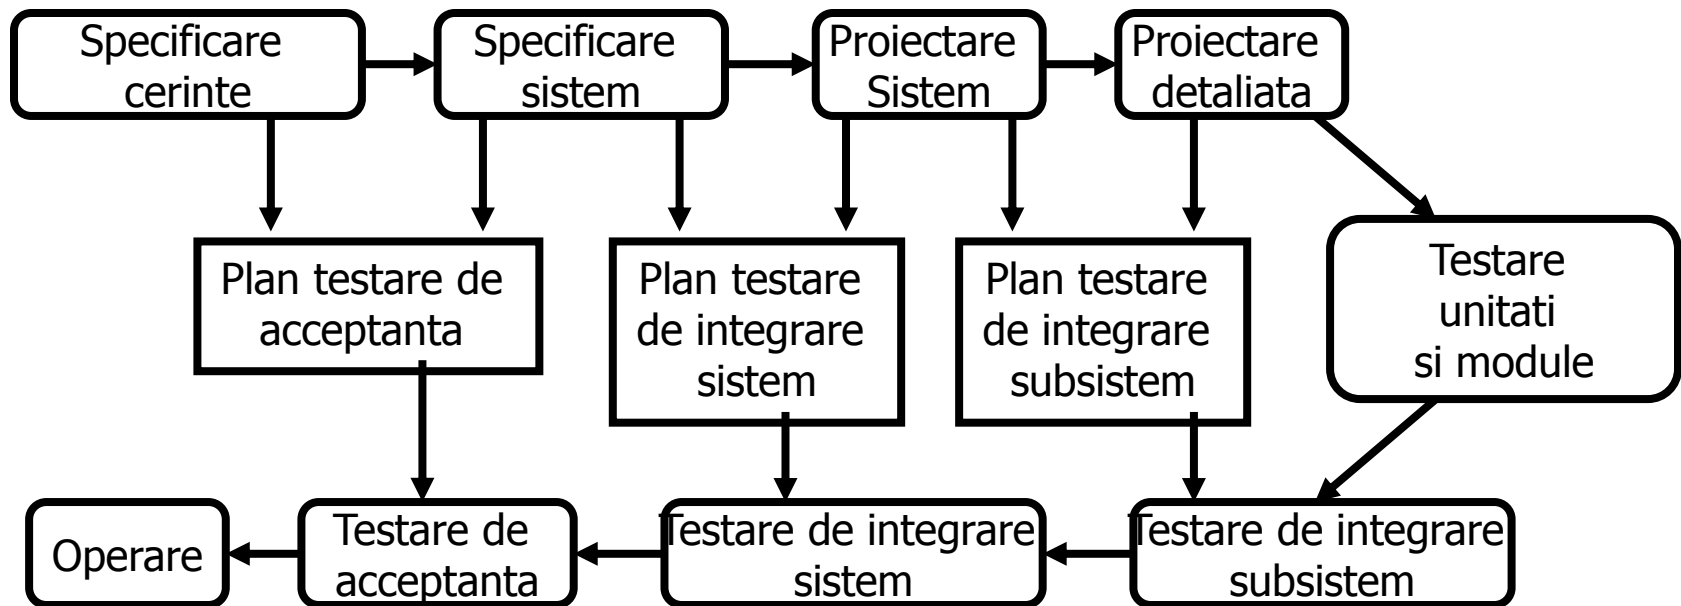 Specificare
cerinte
Specificare
sistem
Proiectare
Sistem
Proiectare
detaliata
Plan testare de
acceptanta
Plan testare
de integrare
sistem
Plan testare
de integrare
subsistem
Testare
unitati
si module
Operare
Testare de
acceptanta
Testare de integrare
sistem
Testare de integrare
subsistem